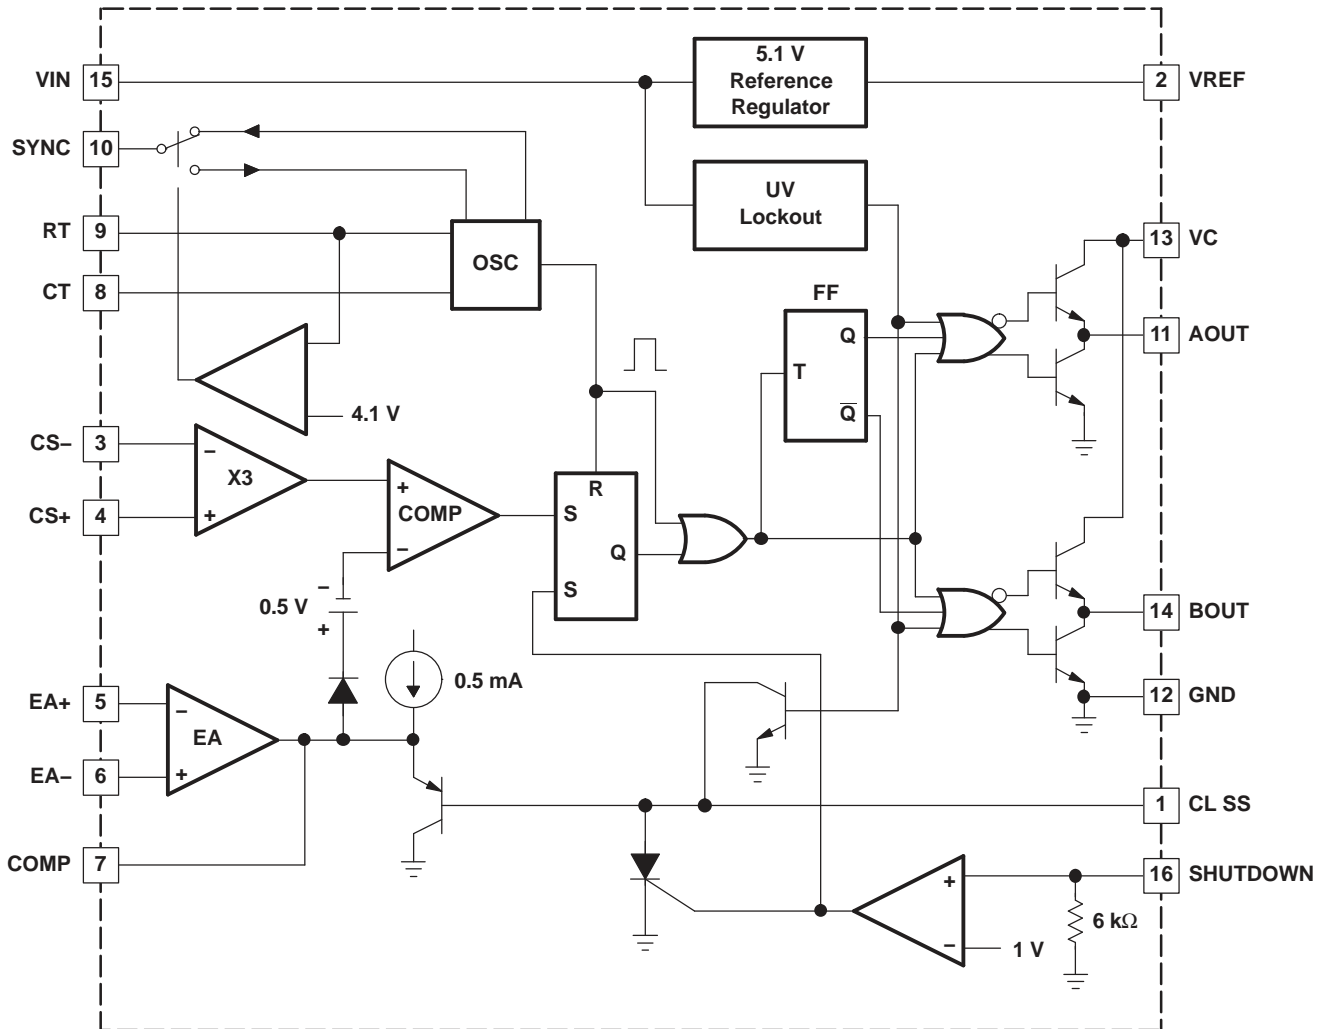 5.1 V
Reference
Regulator
VIN
15
2
VREF
SYNC
10
UV
Lockout
RT
9
13
VC
OSC
CT
8
FF
Q
11
AOUT
T
4.1 V
Q̅
CS–
3
–
X3
+
CS+
4
+
COMP
–
R
S
Q
S
–
0.5 V
+
14
BOUT
0.5 mA
EA+
5
–
EA
+
EA–
6
12
GND
1
CL SS
COMP
7
+
–
1 V
16
SHUTDOWN
6 kΩ